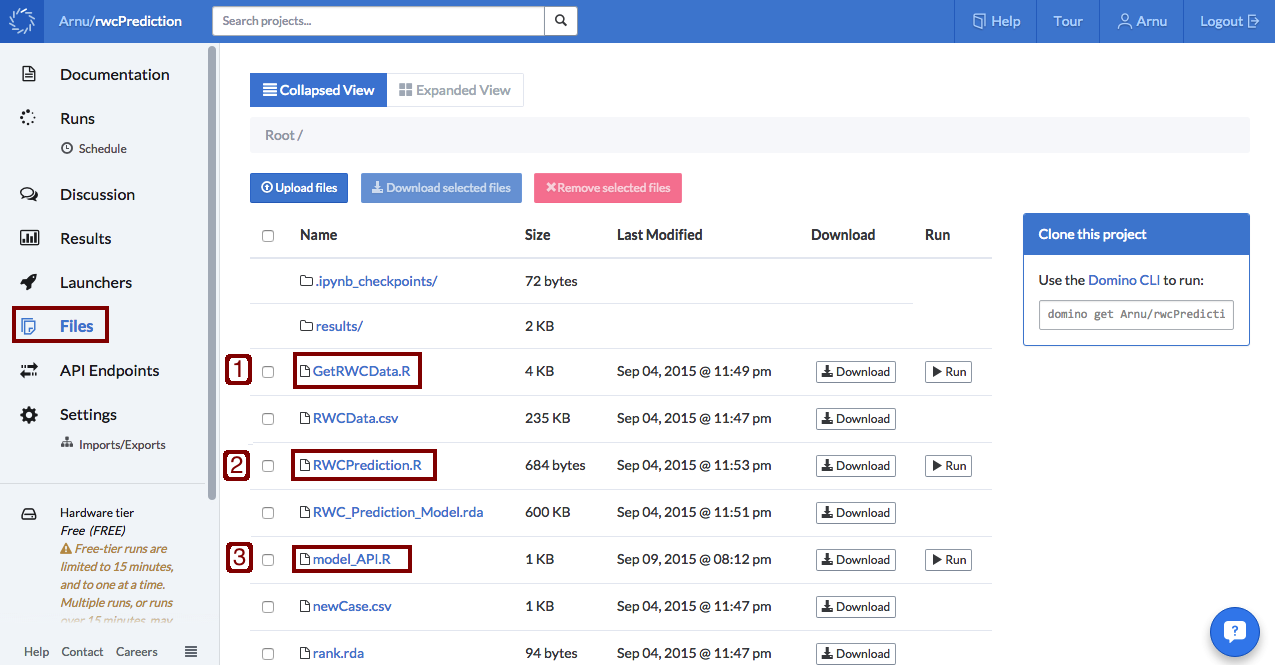 Arnu/rwcPrediction
Search projects...
Help
Tour
Arnu
Logout
Documentation
Runs
Schedule
Discussion
Results
Launchers
Files
API Endpoints
Settings
Imports/Exports
Hardware tier
Free (FREE)
Free-tier runs are
limited to 15 minutes,
and to one at a time.
Multiple runs, or runs
over 15 minutes, may
Help Contact Careers
Collapsed View Expanded View
Root /
Upload files Download selected files Remove selected files
Name Size Last Modified Download Run
.ipynb_checkpoints/ 72 bytes
results/ 2 KB
1 GetRWCData.R 4 KB Sep 04, 2015 @ 11:49 pm Download Run
RWCData.csv 235 KB Sep 04, 2015 @ 11:47 pm Download
2 RWCPrediction.R 684 bytes Sep 04, 2015 @ 11:53 pm Download Run
RWC_Prediction_Model.rda 600 KB Sep 04, 2015 @ 11:51 pm Download
3 model_API.R 1 KB Sep 09, 2015 @ 08:12 pm Download Run
newCase.csv 1 KB Sep 04, 2015 @ 11:47 pm Download
rank.rda 94 bytes Sep 04, 2015 @ 11:47 pm Download
Clone this project
Use the Domino CLI to run:
domino get Arnu/rwcPredicti